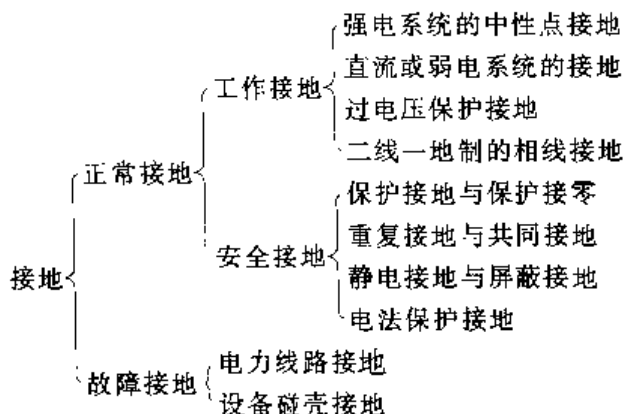 强电系统的中性点接地
直流或弱电系统的接地
工作接地
过电压保护接地
二线一地制的相线接地
正常接地
保护接地与保护接零
重复接地与共同接地
安全接地
静电接地与屏蔽接地
接地
电法保护接地
电力线路接地
故障接地
设备碰壳接地